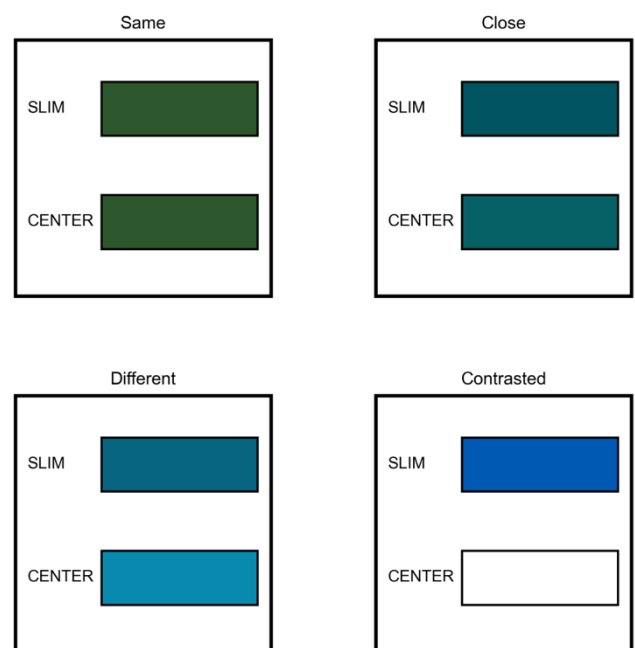 Same
SLIM
CENTER
Close
SLIM
CENTER
Different
SLIM
CENTER
Contrasted
SLIM
CENTER